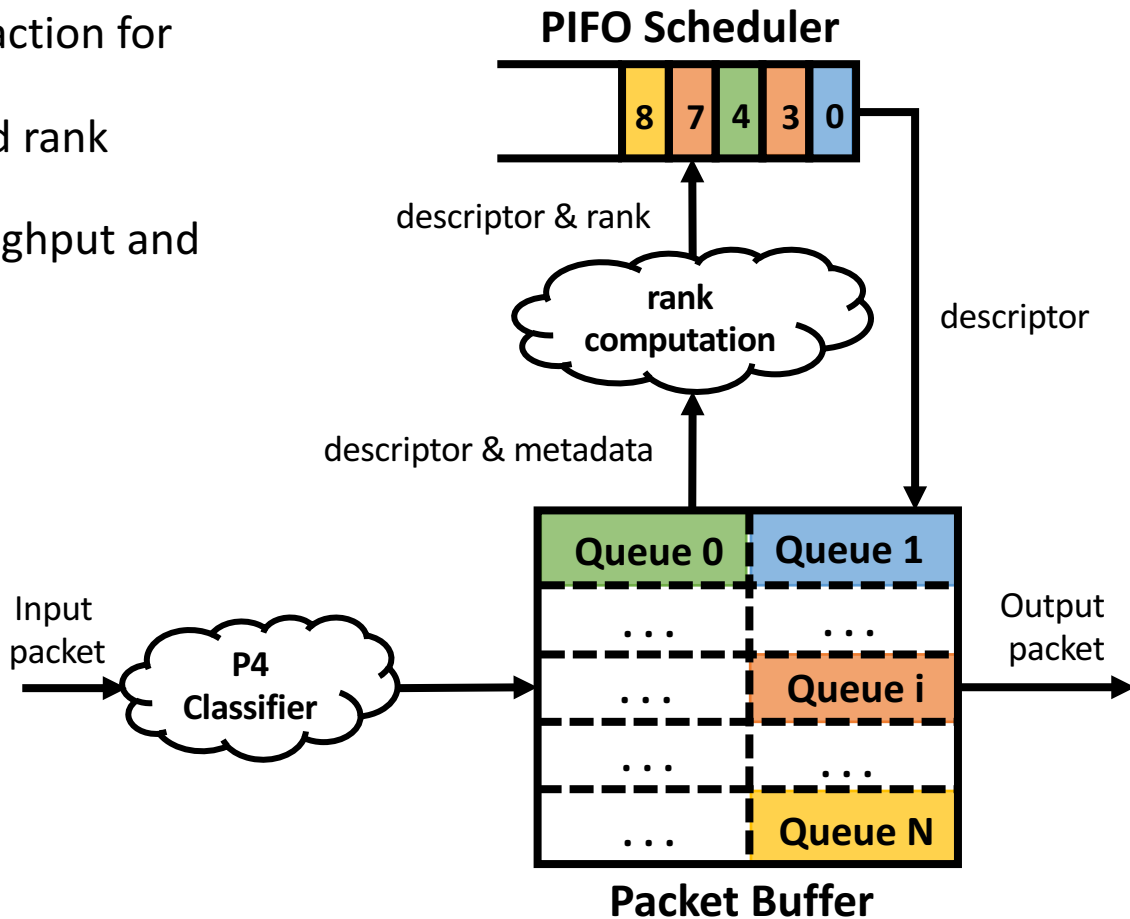 action for
d rank
ghput and
PIFO Scheduler
8 7 4 3 0
descriptor & rank
rank
computation
descriptor
descriptor & metadata
Queue 0 Queue 1
... ...
Input
packet
P4
Classifier
... Queue i
Output
packet
... ...
... Queue N
Packet Buffer